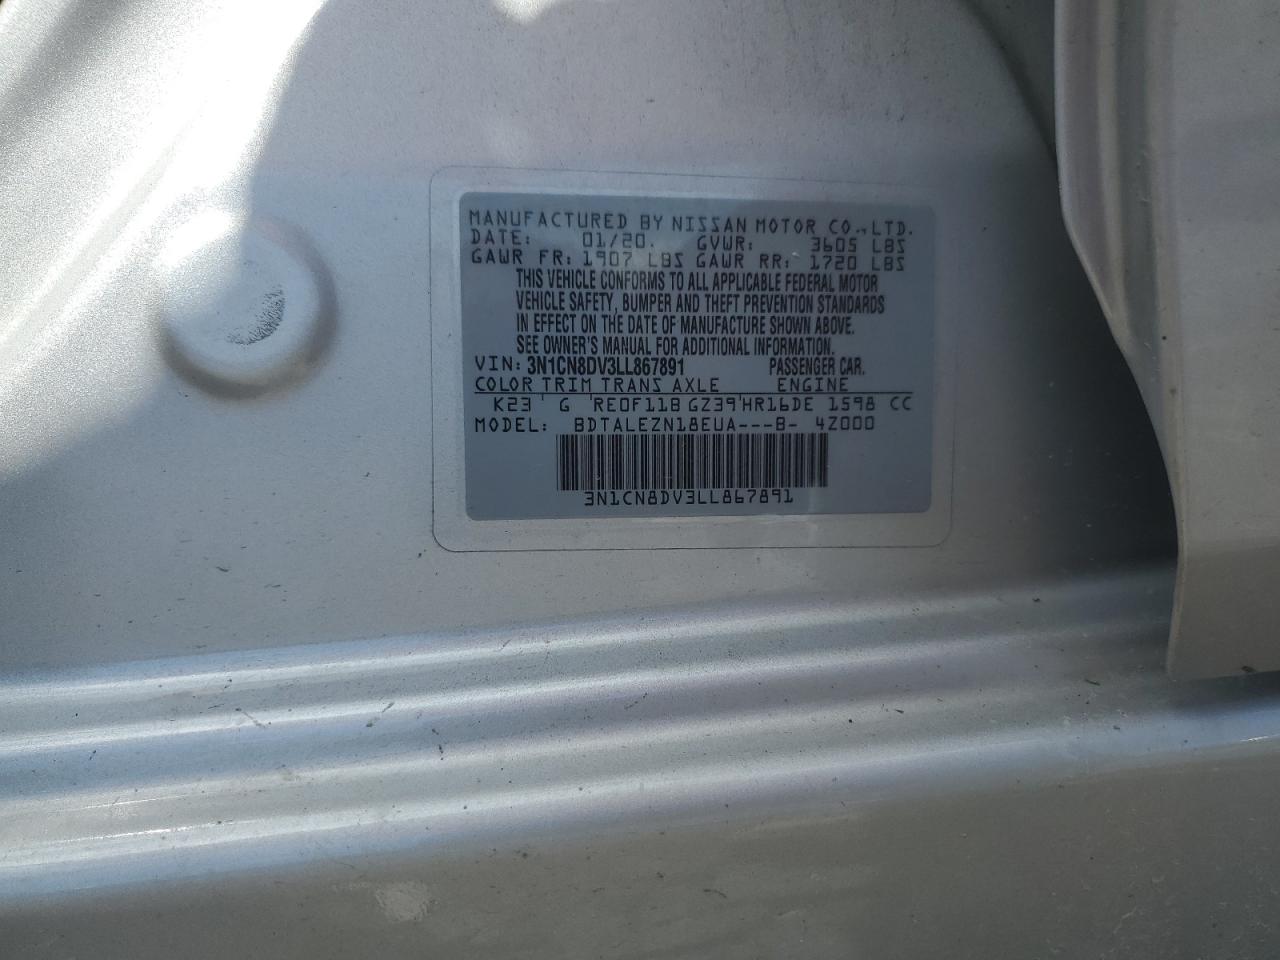 MANUFACTURED BY NISSAN MOTOR CO.,LTD.
DATE: 01/20. GVWR: 3605 LBS
GAWR FR: 1907 LBS GAWR RR: 1720 LBS
THIS VEHICLE CONFORMS TO ALL APPLICABLE FEDERAL MOTOR
VEHICLE SAFETY, BUMPER AND THEFT PREVENTION STANDARDS
IN EFFECT ON THE DATE OF MANUFACTURE SHOWN ABOVE.
SEE OWNER'S MANUAL FOR ADDITIONAL INFORMATION.
VIN: 3N1CN8DV3LL867891 PASSENGER CAR.
COLOR TRIM TRANS AXLE ENGINE
K23 G RE0F11B GZ39 HR16DE 1598 CC
MODEL: BDTALEZN18EUA---B- 4Z000
3N1CN8DV3LL867891